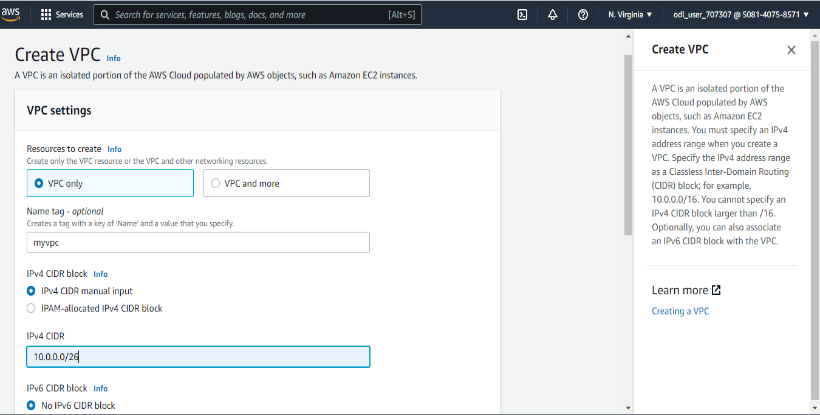 aws
Services
Search for services, features, blogs, docs, and more
[Alt+S]
N. Virginia
odl_user_707307 @ 5081-4075-8571
Create VPC Info
A VPC is an isolated portion of the AWS Cloud populated by AWS objects, such as Amazon EC2 instances.
VPC settings
Resources to create Info
Create only the VPC resource or the VPC and other networking resources.
VPC only
VPC and more
Name tag - optional
Creates a tag with a key of 'Name' and a value that you specify.
myvpc
IPv4 CIDR block Info
IPv4 CIDR manual input
IPAM-allocated IPv4 CIDR block
IPv4 CIDR
10.0.0.0/26
IPv6 CIDR block Info
No IPv6 CIDR block
Create VPC
A VPC is an isolated portion of the
AWS Cloud populated by AWS
objects, such as Amazon EC2
instances. You must specify an IPv4
address range when you create a
VPC. Specify the IPv4 address range
as a Classless Inter-Domain Routing
(CIDR) block; for example,
10.0.0.0/16. You cannot specify an
IPv4 CIDR block larger than /16.
Optionally, you can also associate
an IPv6 CIDR block with the VPC.
Learn more
Creating a VPC